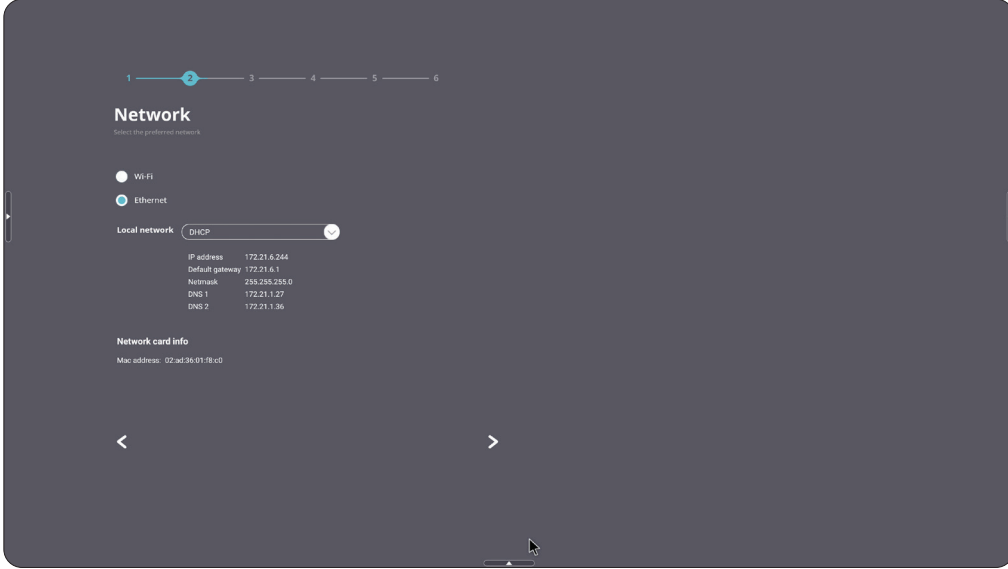 1 2 3 4 5 6
Network
Select the preferred network
Wi-Fi
Ethernet
Local network DHCP
IP address 172.21.6.244
Default gateway 172.21.6.1
Netmask 255.255.255.0
DNS 1 172.21.1.27
DNS 2 172.21.1.36
Network card info
Mac address: 02:ad:36:01:f8:c0